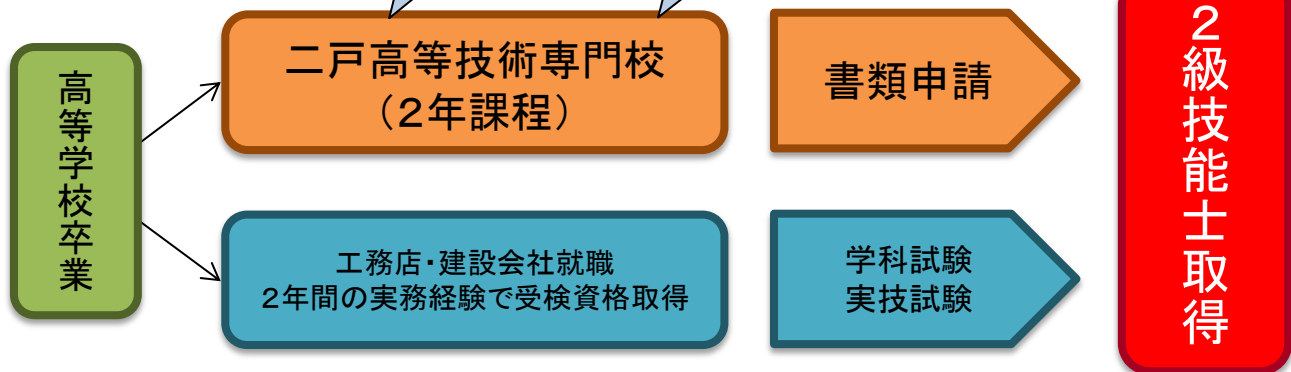 高等学校卒業
二戸高等技術専門校
（２年課程）
書類申請
工務店・建設会社就職
２年間の実務経験で受検資格取得
学科試験
実技試験
２級技能士取得